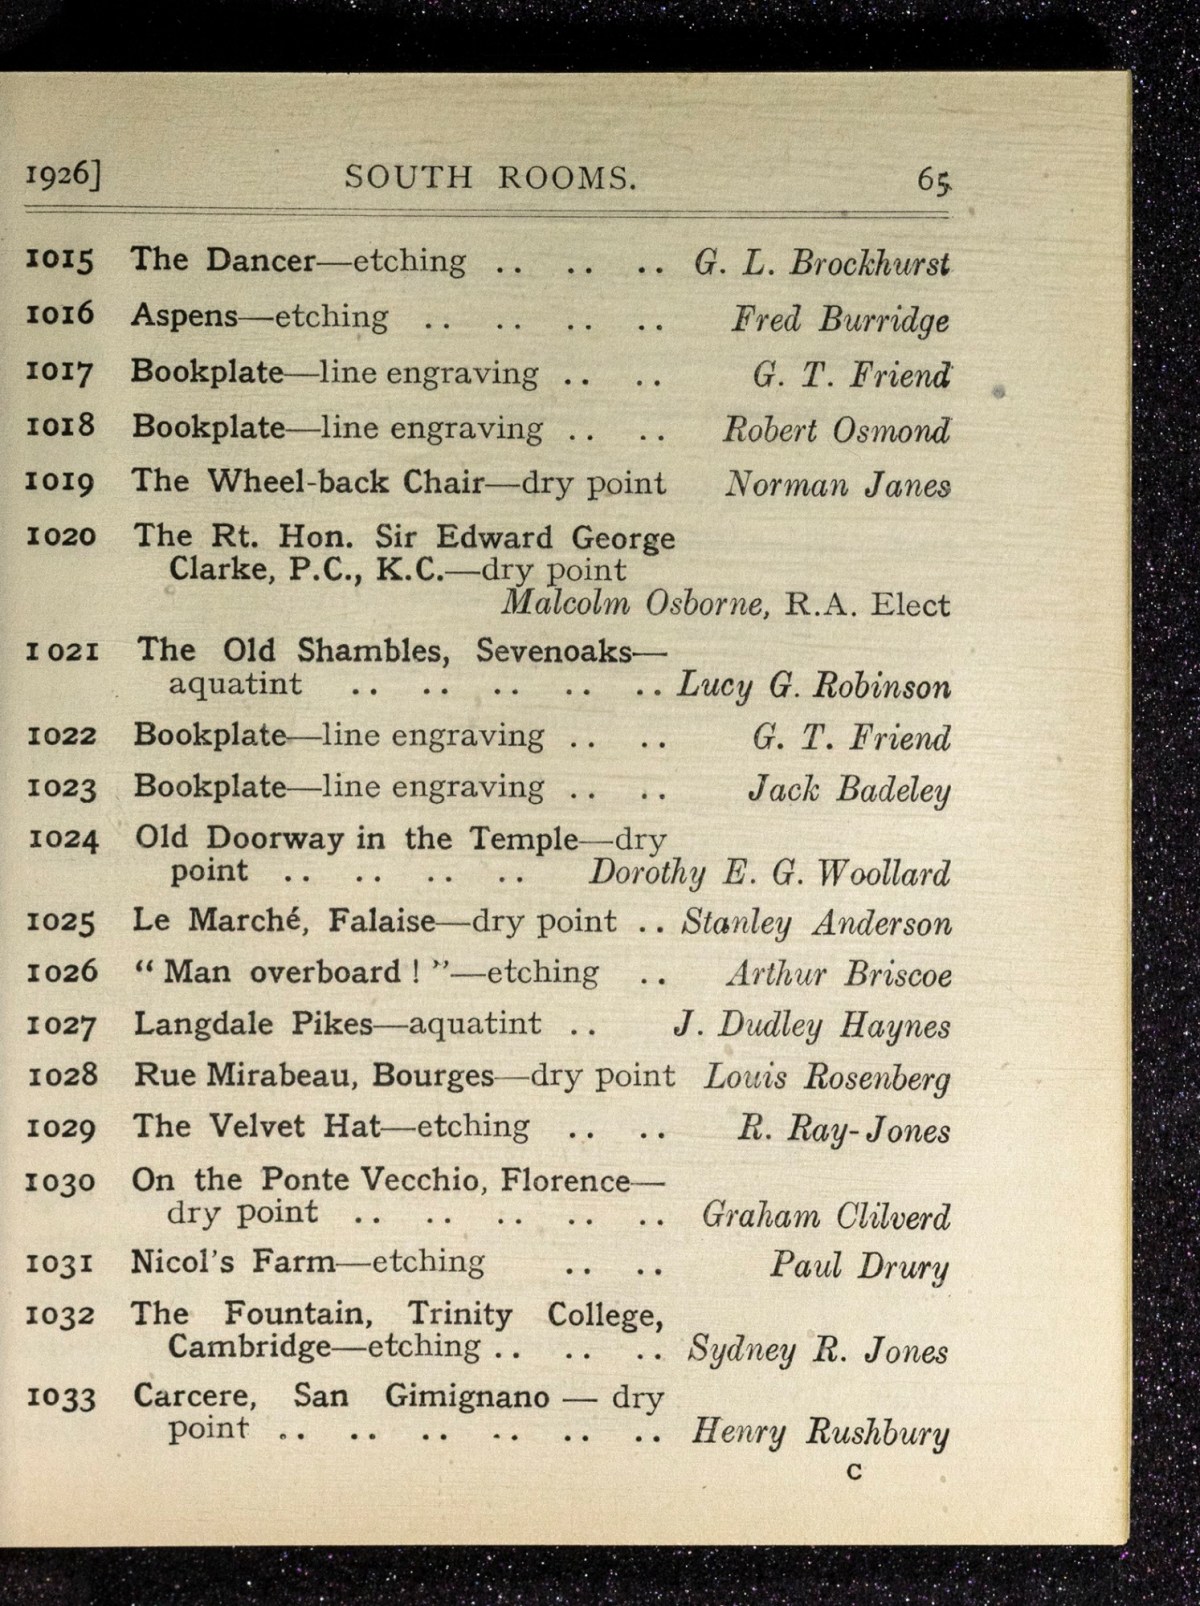 1926] SOUTH ROOMS. 65
1015 The Dancer—etching .. .. .. G. L. Brockhurst
1016 Aspens—etching .. .. .. .. Fred Burridge
1017 Bookplate—line engraving .. .. G. T. Friend
1018 Bookplate—line engraving .. .. Robert Osmond
1019 The Wheel-back Chair—dry point Norman Janes
1020 The Rt. Hon. Sir Edward George
Clarke, P.C., K.C.—dry point
Malcolm Osborne, R.A. Elect
1021 The Old Shambles, Sevenoaks—
aquatint .. .. .. .. .. Lucy G. Robinson
1022 Bookplate—line engraving .. .. G. T. Friend
1023 Bookplate—line engraving .. .. Jack Badeley
1024 Old Doorway in the Temple—dry
point .. .. .. .. Dorothy E. G. Woollard
1025 Le Marché, Falaise—dry point .. Stanley Anderson
1026 “ Man overboard ! ”—etching .. Arthur Briscoe
1027 Langdale Pikes—aquatint .. J. Dudley Haynes
1028 Rue Mirabeau, Bourges—dry point Louis Rosenberg
1029 The Velvet Hat—etching .. .. R. Ray-Jones
1030 On the Ponte Vecchio, Florence—
dry point .. .. .. .. .. Graham Clilverd
1031 Nicol's Farm—etching .. .. Paul Drury
1032 The Fountain, Trinity College,
Cambridge—etching .. .. .. Sydney R. Jones
1033 Carcere, San Gimignano — dry
point .. .. .. .. .. .. Henry Rushbury
C